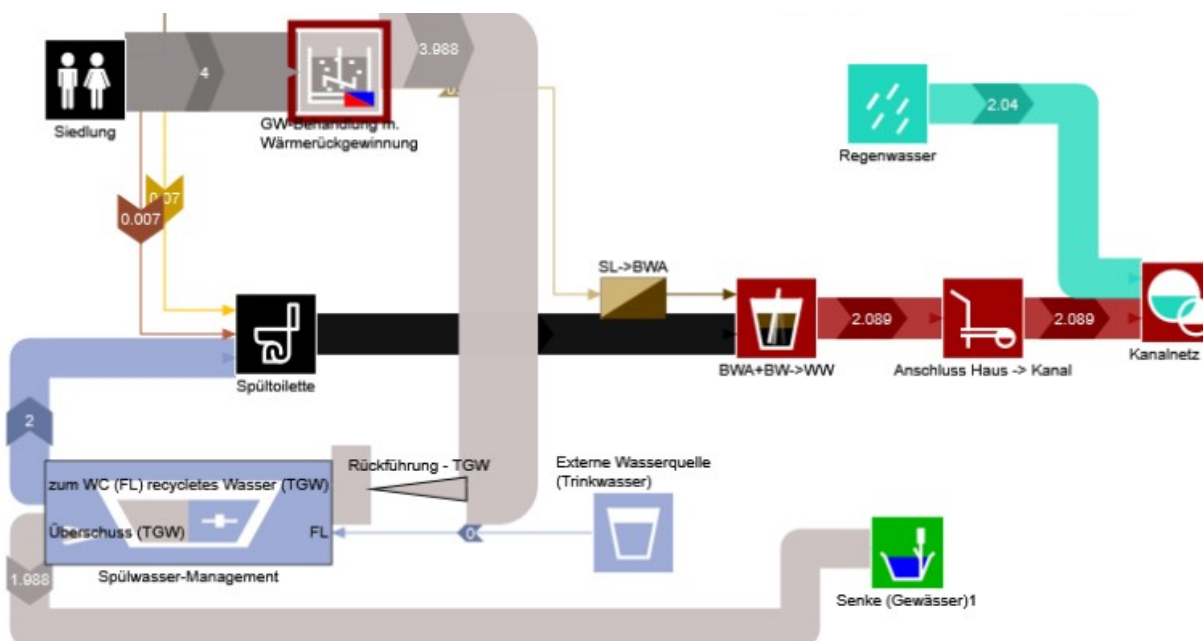 3.988
4
Siedlung
GW-Behandlung m.
Wärmerückgewinnung
2.04
Regenwasser
0.07
0.007
SL->BWA
2.089
2.089
Spültoilette
BWA+BW->WW
Anschluss Haus -> Kanal
Kanalnetz
2
Rückführung - TGW
Externe Wasserquelle
(Trinkwasser)
zum WC (FL) recycletes Wasser (TGW)
Überschuss (TGW)
FL
0
1.988
Spülwasser-Management
Senke (Gewässer)1